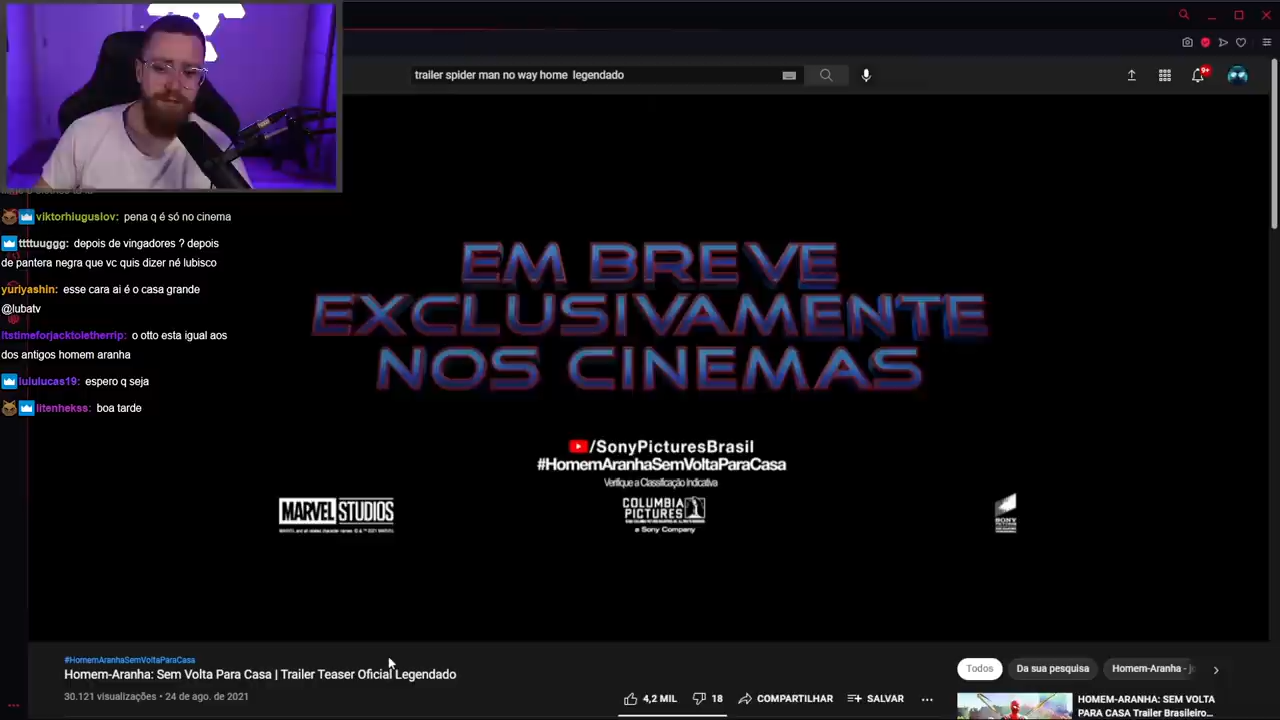 trailer spider man no way home  legendado
9+
viktorhiuguslov: pena q é só no cinema
ttttuuggg: depois de vingadores ? depois
de pantera negra que vc quis dizer né lubisco
yuriyashin: esse cara ai é o casa grande
@lubatv
itstimeforjacktoletherrip: o otto esta igual aos
dos antigos homem aranha
lululucas19: espero q seja
litenhekss: boa tarde
EM BREVE
EXCLUSIVAMENTE
NOS CINEMAS
/SonyPicturesBrasil
#HomemAranhaSemVoltaParaCasa
Verifique a Classificação Indicativa
MARVEL STUDIOS
COLUMBIA
PICTURES
a Sony Company
SONY
#HomemAranhaSemVoltaParaCasa
Homem-Aranha: Sem Volta Para Casa | Trailer Teaser Oficial Legendado
30.121 visualizações • 24 de ago. de 2021
4,2 MIL
18
COMPARTILHAR
SALVAR
Todos
Da sua pesquisa
Homem-Aranha - j
HOMEM-ARANHA: SEM VOLTA
PARA CASA Trailer Brasileiro...